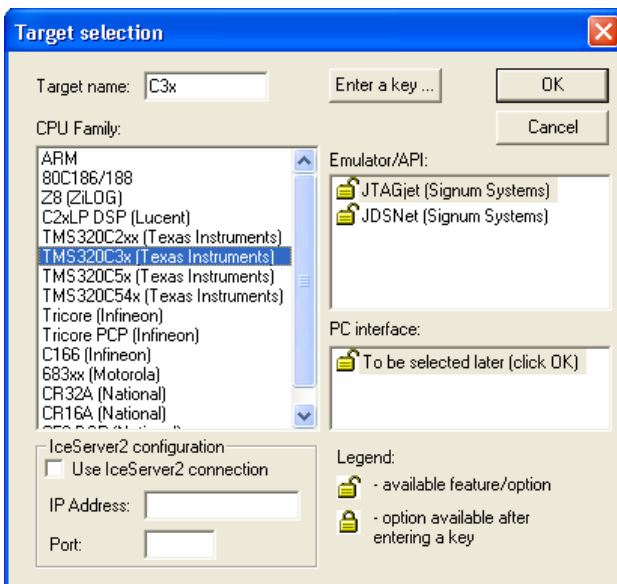 Target selection
Target name: C3x
Enter a key ...
OK
Cancel
CPU Family:
ARM
80C186/188
Z8 (ZiLOG)
C2xLP DSP (Lucent)
TMS320C2xx (Texas Instruments)
TMS320C3x (Texas Instruments)
TMS320C5x (Texas Instruments)
TMS320C54x (Texas Instruments)
Tricore (Infineon)
Tricore PCP (Infineon)
C166 (Infineon)
683xx (Motorola)
CR32A (National)
CR16A (National)
Emulator/API:
JTAGjet (Signum Systems)
JDSNet (Signum Systems)
PC interface:
To be selected later (click OK)
IceServer2 configuration
Use IceServer2 connection
IP Address:
Port:
Legend:
- available feature/option
- option available after
entering a key